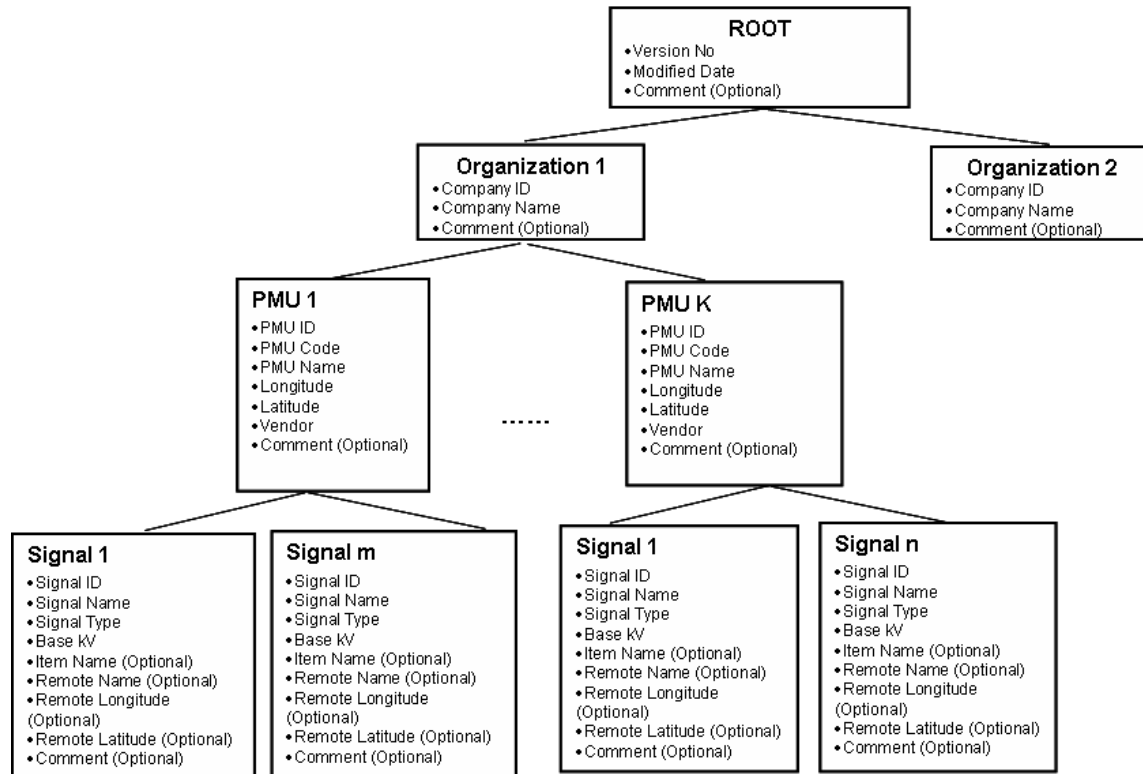 ROOT
•Version No
•Modified Date
•Comment (Optional)
Organization 1
•Company ID
•Company Name
•Comment (Optional)
Organization 2
•Company ID
•Company Name
•Comment (Optional)
PMU 1
•PMU ID
•PMU Code
•PMU Name
•Longitude
•Latitude
•Vendor
•Comment (Optional)
......
PMU K
•PMU ID
•PMU Code
•PMU Name
•Longitude
•Latitude
•Vendor
•Comment (Optional)
Signal 1
•Signal ID
•Signal Name
•Signal Type
•Base kV
•Item Name (Optional)
•Remote Name (Optional)
•Remote Longitude
(Optional)
•Remote Latitude (Optional)
•Comment (Optional)
Signal m
•Signal ID
•Signal Name
•Signal Type
•Base kV
•Item Name (Optional)
•Remote Name (Optional)
•Remote Longitude
(Optional)
•Remote Latitude (Optional)
•Comment (Optional)
Signal 1
•Signal ID
•Signal Name
•Signal Type
•Base kV
•Item Name (Optional)
•Remote Name (Optional)
•Remote Longitude
(Optional)
•Remote Latitude (Optional)
•Comment (Optional)
Signal n
•Signal ID
•Signal Name
•Signal Type
•Base kV
•Item Name (Optional)
•Remote Name (Optional)
•Remote Longitude
(Optional)
•Remote Latitude (Optional)
•Comment (Optional)